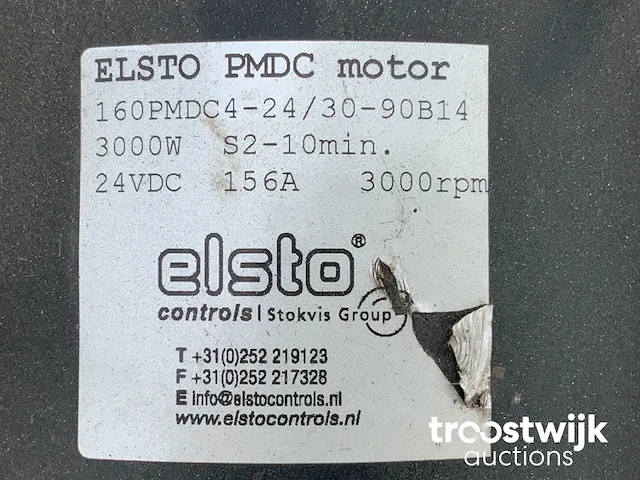 ELSTO PMDC motor
160PMDC4-24/30-90B14
3000W S2-10min.
24VDC 156A 3000rpm
elsto®
controls | Stokvis Group
T +31(0)252 219123
F +31(0)252 217328
E info@elstocontrols.nl
www.elstocontrols.nl
troostwijk
auctions